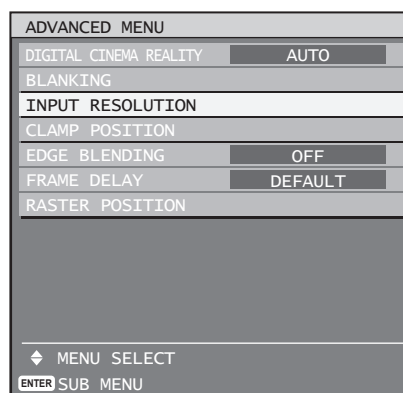 ADVANCED MENU
DIGITAL CINEMA REALITY AUTO
BLANKING
INPUT RESOLUTION
CLAMP POSITION
EDGE BLENDING OFF
FRAME DELAY DEFAULT
RASTER POSITION
MENU SELECT
ENTER SUB MENU